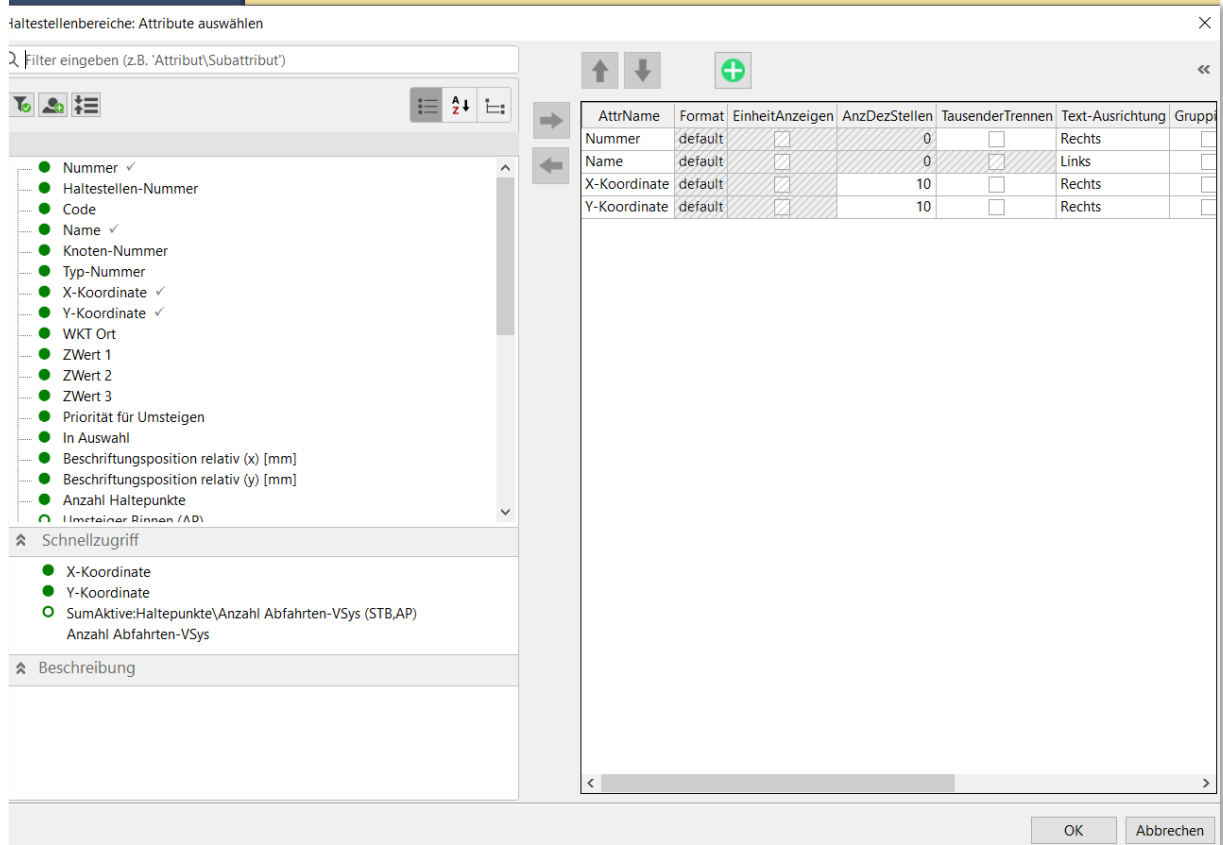 Haltestellenbereiche: Attribute auswählen
Filter eingeben (z.B. 'Attribut\Subattribut')
Nummer
Haltestellen-Nummer
Code
Name
Knoten-Nummer
Typ-Nummer
X-Koordinate
Y-Koordinate
WKT Ort
ZWert 1
ZWert 2
ZWert 3
Priorität für Umsteigen
In Auswahl
Beschriftungsposition relativ (x) [mm]
Beschriftungsposition relativ (y) [mm]
Anzahl Haltepunkte
Umsteiger Binnen (AP)
Schnellzugriff
X-Koordinate
Y-Koordinate
SumAktive:Haltepunkte\Anzahl Abfahrten-VSys (STB,AP)
Anzahl Abfahrten-VSys
Beschreibung
AttrName Format EinheitAnzeigen AnzDezStellen TausenderTrennen Text-Ausrichtung Gruppi
Nummer default 0 Rechts
Name default 0 Links
X-Koordinate default 10 Rechts
Y-Koordinate default 10 Rechts
OK Abbrechen